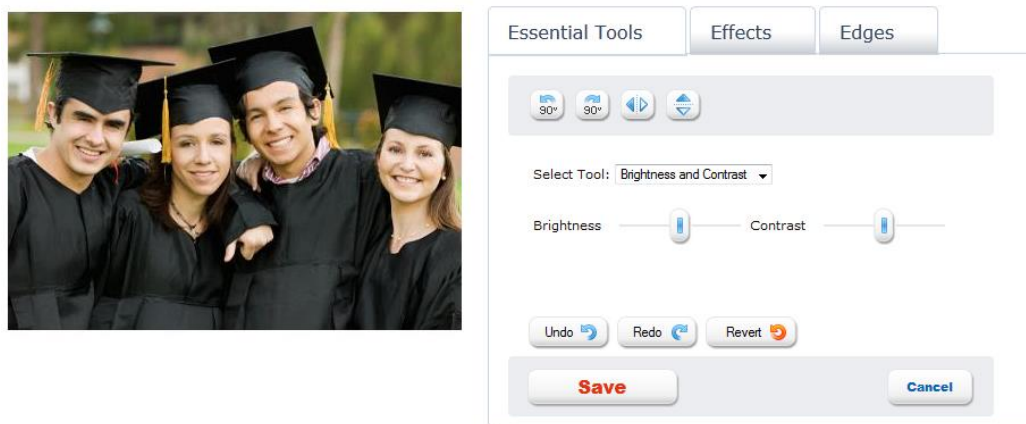 Essential Tools Effects Edges
90° 90°
Select Tool: Brightness and Contrast
Brightness Contrast
Undo Redo Revert
Save Cancel